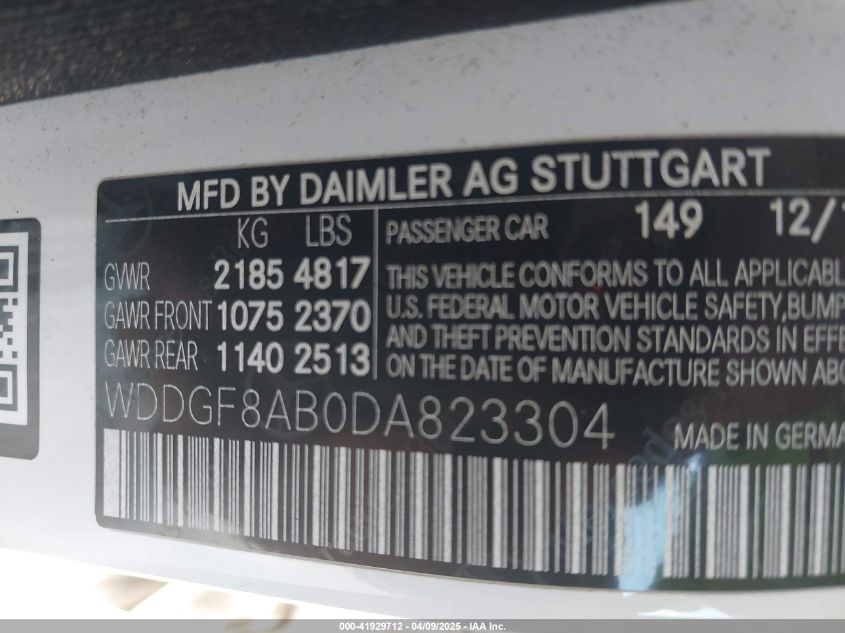 MFD BY DAIMLER AG STUTTGART
KG LBS
GVWR 2185 4817
GAWR FRONT 1075 2370
GAWR REAR 1140 2513
PASSENGER CAR 149 12/1
THIS VEHICLE CONFORMS TO ALL APPLICABL
U.S. FEDERAL MOTOR VEHICLE SAFETY, BUMP
AND THEFT PREVENTION STANDARDS IN EFFE
ON THE DATE OF MANUFACTURE SHOWN ABO
WDDGF8AB0DA823304
MADE IN GERMA
000-41929712 - 04/09/2025 - IAA Inc.